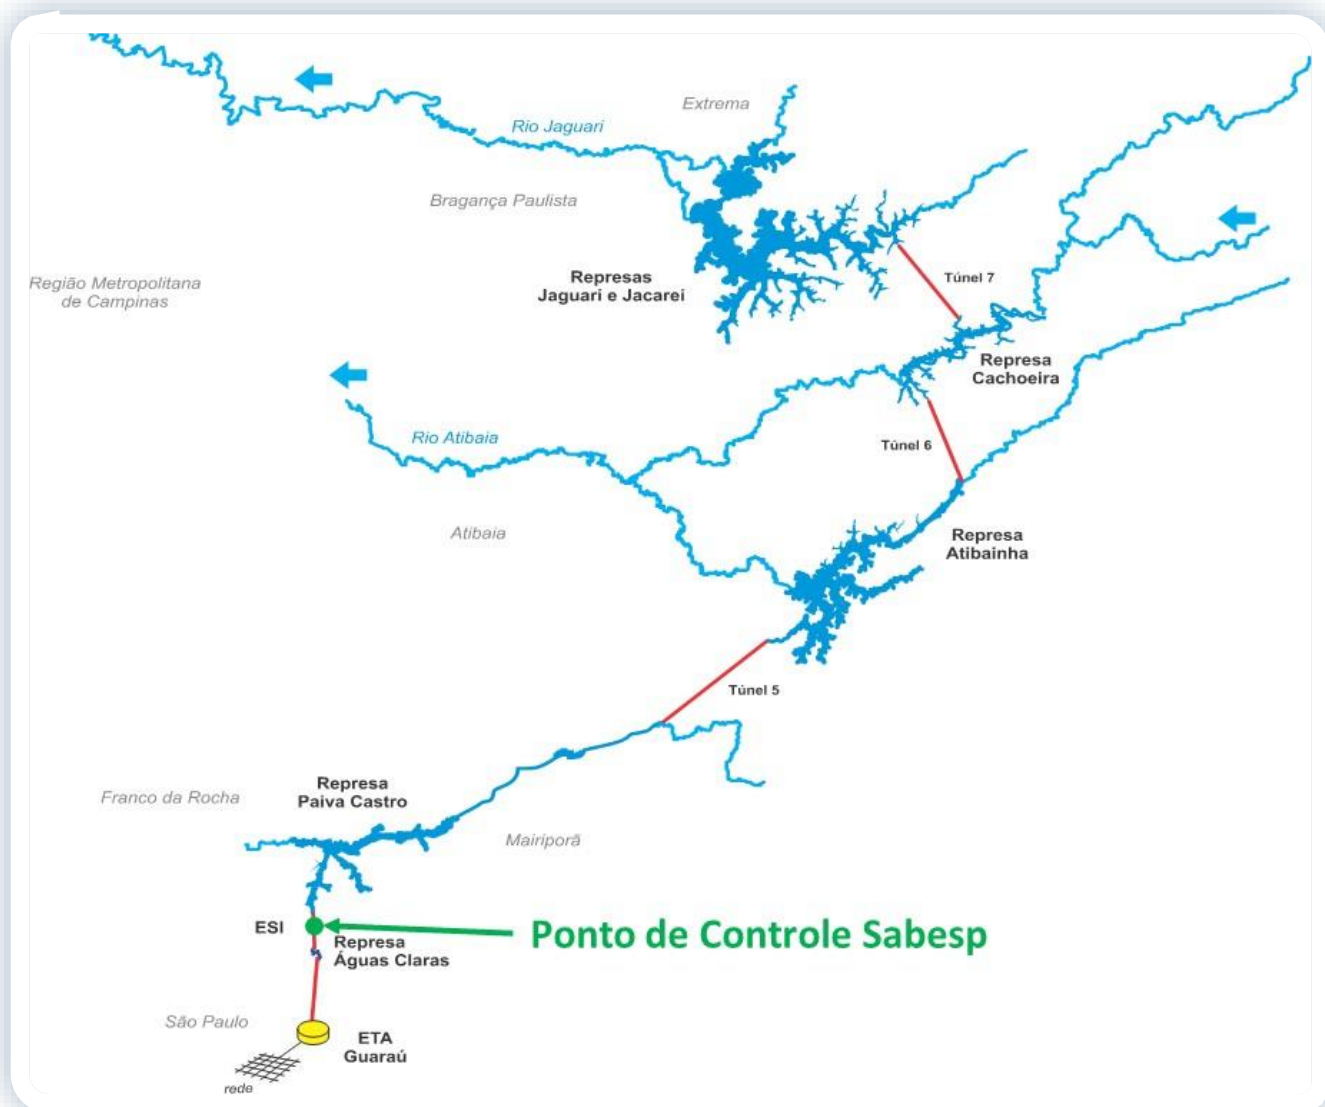 Extrema
Rio Jaguari
Bragança Paulista
Região Metropolitana
de Campinas
Represas
Jaguari e Jacareí
Túnel 7
Represa
Cachoeira
Rio Atibaia
Túnel 6
Atibaia
Represa
Atibainha
Túnel 5
Represa
Paiva Castro
Franco da Rocha
Mairiporã
ESI
Ponto de Controle Sabesp
Represa
Águas Claras
São Paulo
ETA
Guaraú
rede